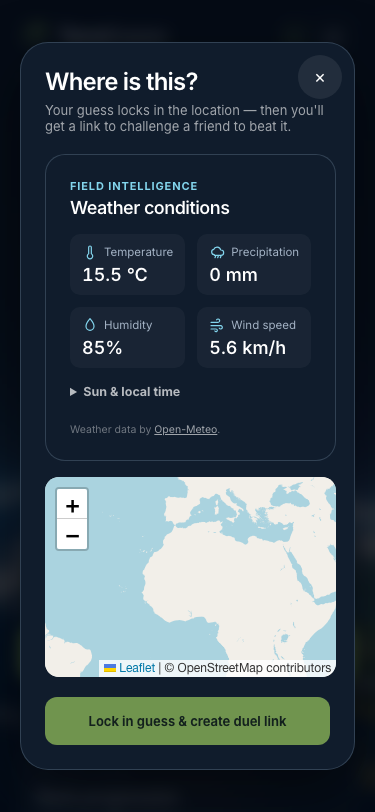 Where is this?
×
Your guess locks in the location — then you'll
get a link to challenge a friend to beat it.
FIELD INTELLIGENCE
Weather conditions
Temperature
15.5 °C
Precipitation
0 mm
Humidity
85%
Wind speed
5.6 km/h
Sun & local time
Weather data by Open-Meteo.
+
−
Leaflet | © OpenStreetMap contributors
Lock in guess & create duel link